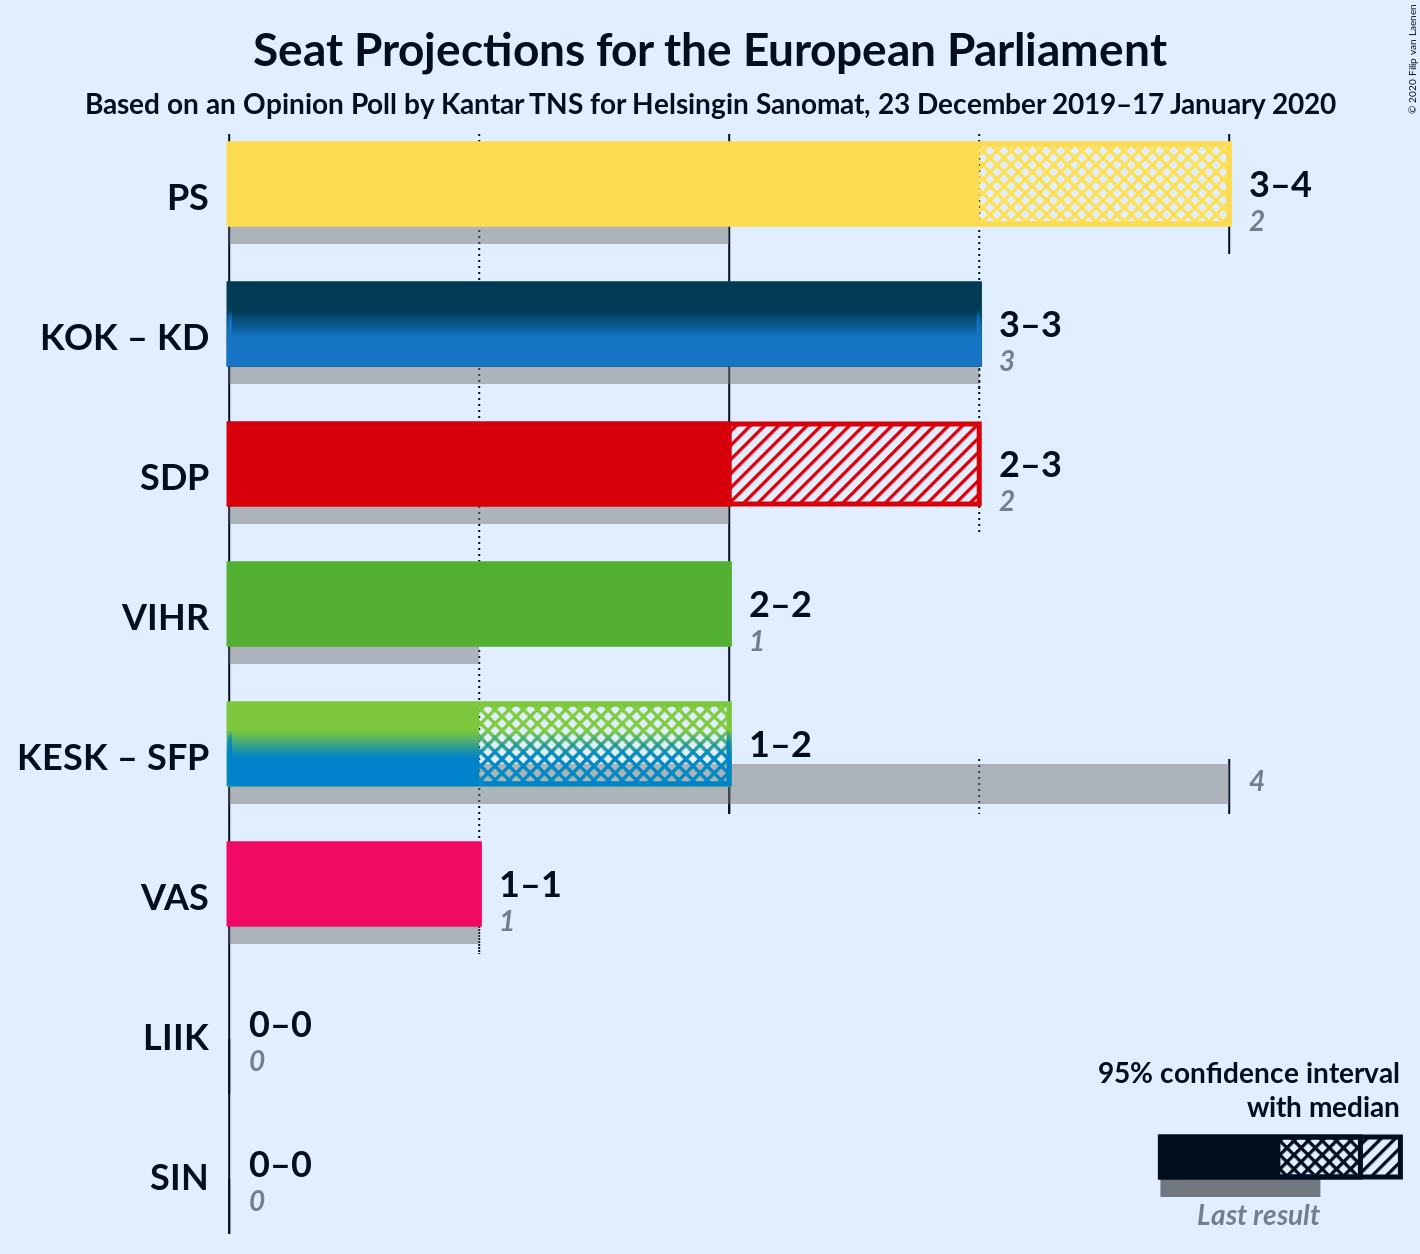 Seat Projections for the European Parliament
Based on an Opinion Poll by Kantar TNS for Helsingin Sanomat, 23 December 2019–17 January 2020
© 2020 Filip van Laenen
PS
3–4
2
KOK – KD
3–3
3
SDP
2–3
2
VIHR
2–2
1
KESK – SFP
1–2
4
VAS
1–1
1
LIIK
0–0
0
SIN
0–0
0
95% confidence interval
with median
Last result